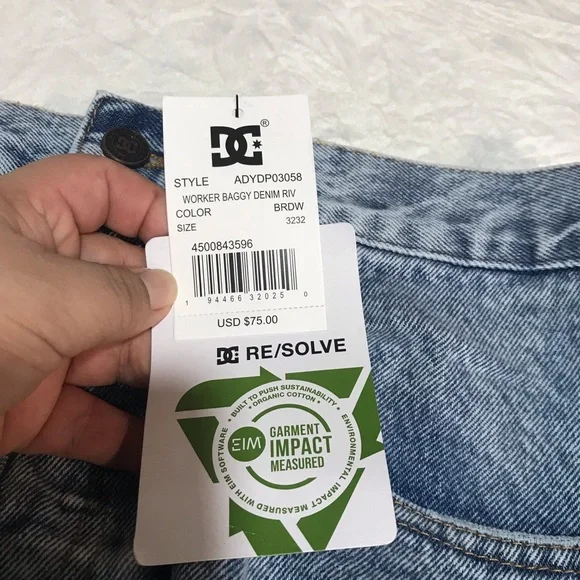 DC ®
STYLE ADYDP03058
WORKER BAGGY DENIM RIV
COLOR BRDW
SIZE 3232
4500843596
1 94466 32025 0
USD $75.00
DC RE/SOLVE
• BUILT TO PUSH SUSTAINABILITY •
• ORGANIC COTTON •
ENVIRONMENTAL IMPACT MEASURED WITH EIM SOFTWARE
EIM
GARMENT
IMPACT
MEASURED